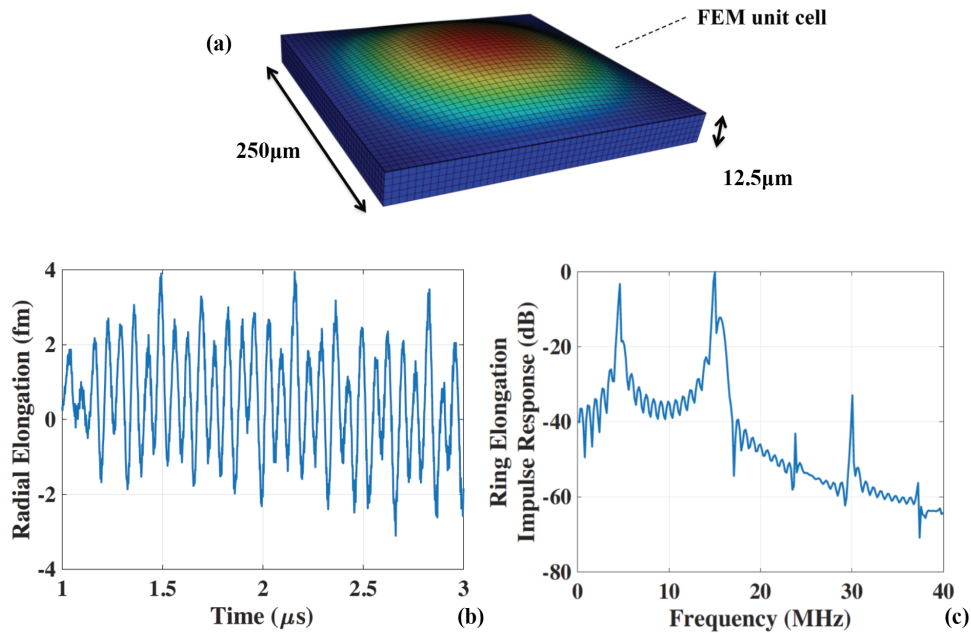 (a)
FEM unit cell
250μm
12.5μm
Radial Elongation (fm)
4
2
0
-2
-4
1
1.5
2
2.5
3
Time (μs)
(b)
Ring Elongation
Impulse Response (dB)
0
-20
-40
-60
-80
0
10
20
30
40
Frequency (MHz)
(c)